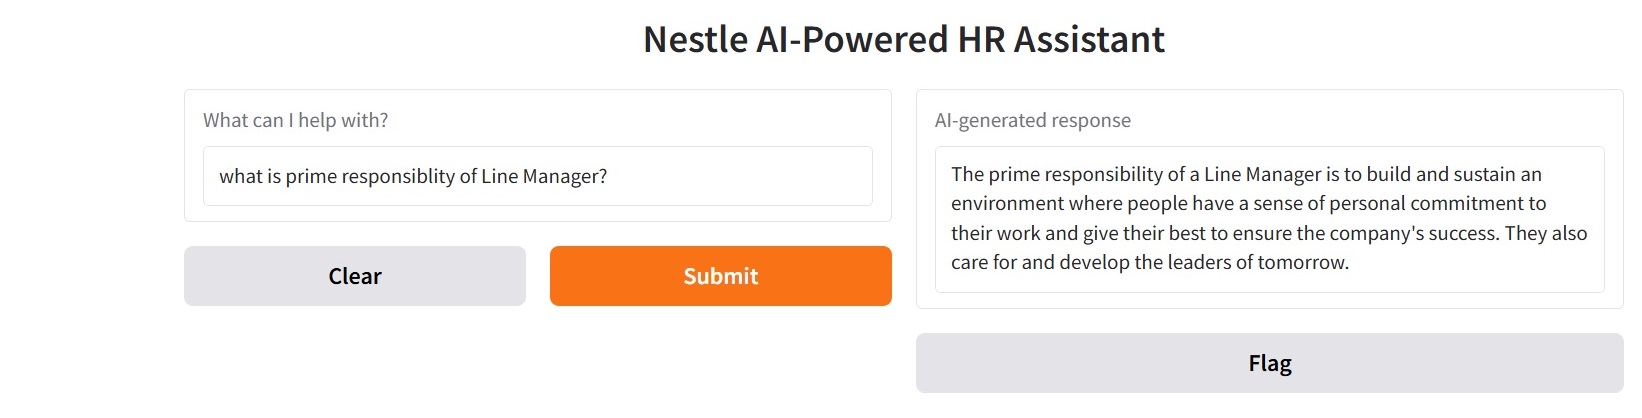 Nestle AI-Powered HR Assistant
What can I help with?
what is prime responsiblity of Line Manager?
Clear
Submit
AI-generated response
The prime responsibility of a Line Manager is to build and sustain an
environment where people have a sense of personal commitment to
their work and give their best to ensure the company's success. They also
care for and develop the leaders of tomorrow.
Flag